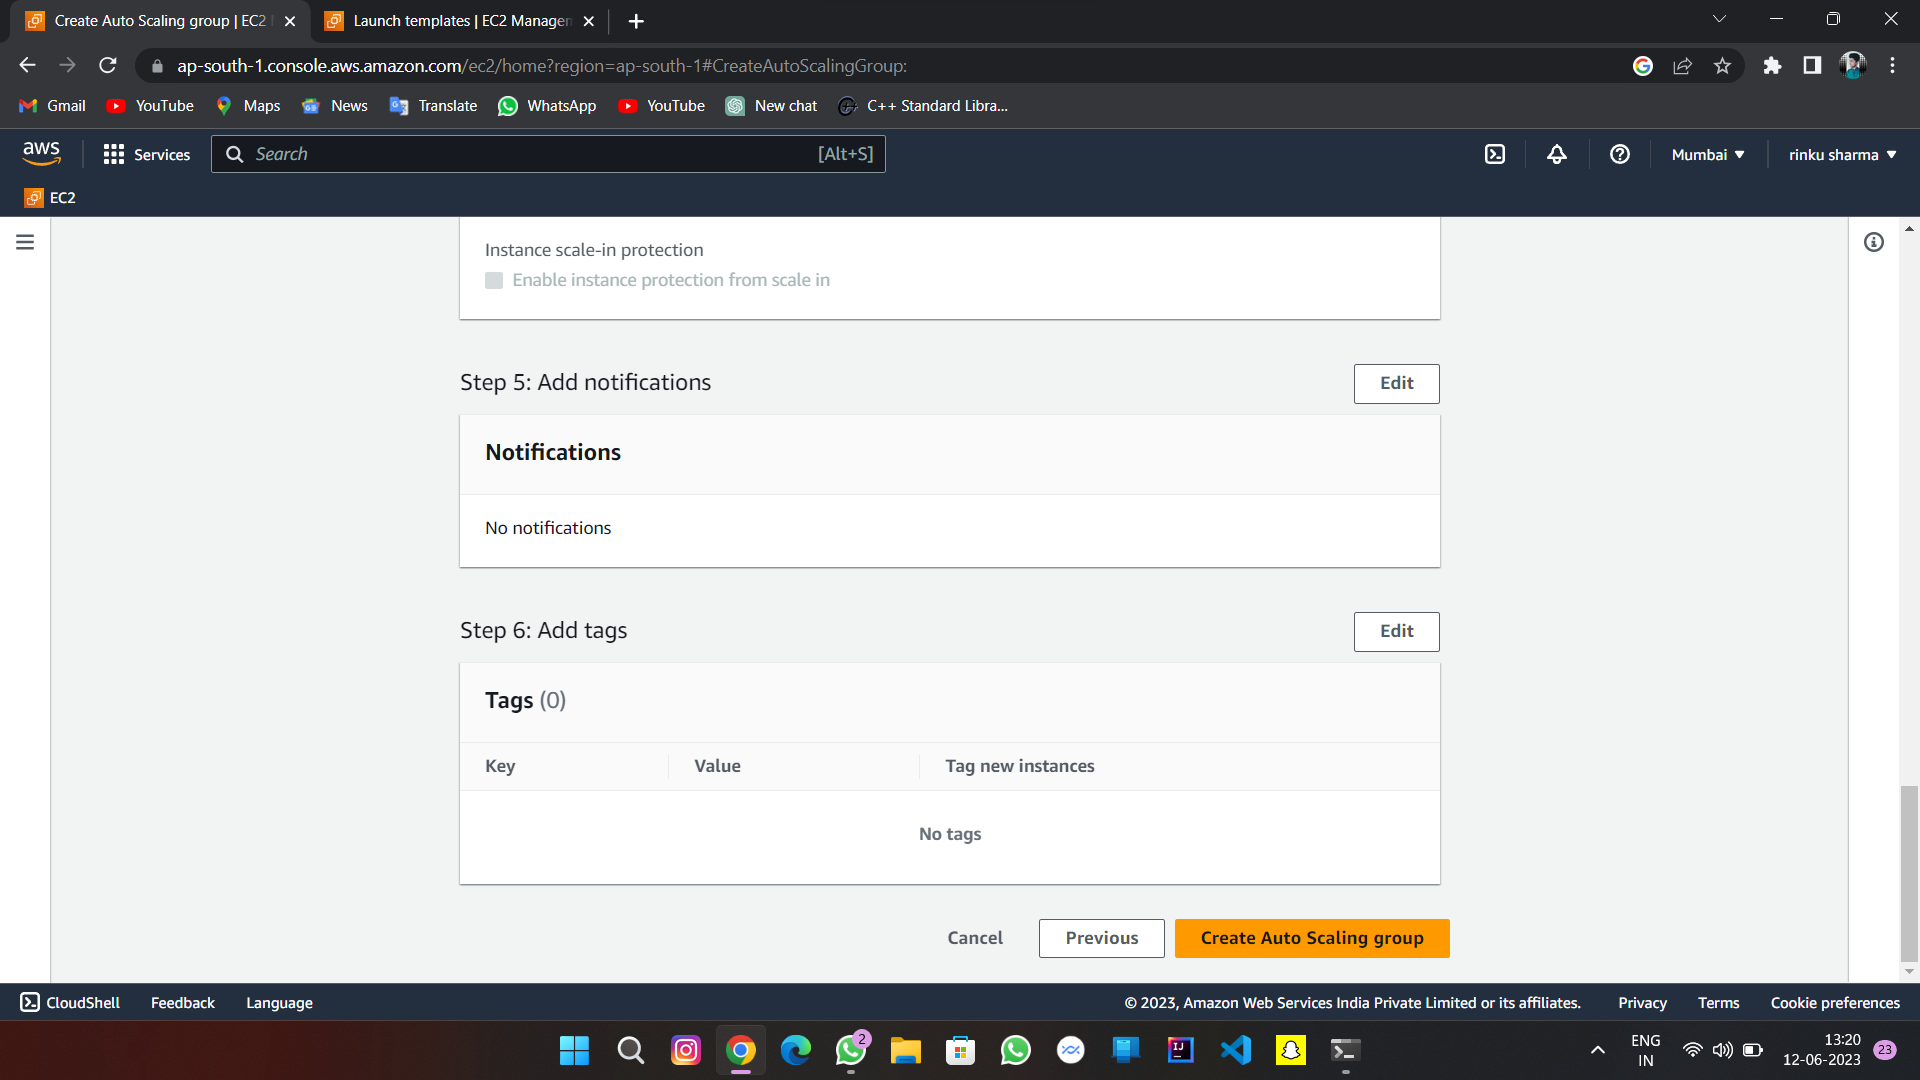 Create Auto Scaling group | EC2
Launch templates | EC2 Managen
ap-south-1.console.aws.amazon.com/ec2/home?region=ap-south-1#CreateAutoScalingGroup:
Gmail YouTube Maps News Translate WhatsApp YouTube New chat C++ Standard Libra...
aws Services Search [Alt+S] Mumbai ▼ rinku sharma ▼
EC2
Instance scale-in protection
Enable instance protection from scale in
Step 5: Add notifications Edit
Notifications
No notifications
Step 6: Add tags Edit
Tags (0)
Key Value Tag new instances
No tags
Cancel Previous Create Auto Scaling group
CloudShell Feedback Language © 2023, Amazon Web Services India Private Limited or its affiliates. Privacy Terms Cookie preferences
2
IJ
ENG
IN
13:20
12-06-2023
23